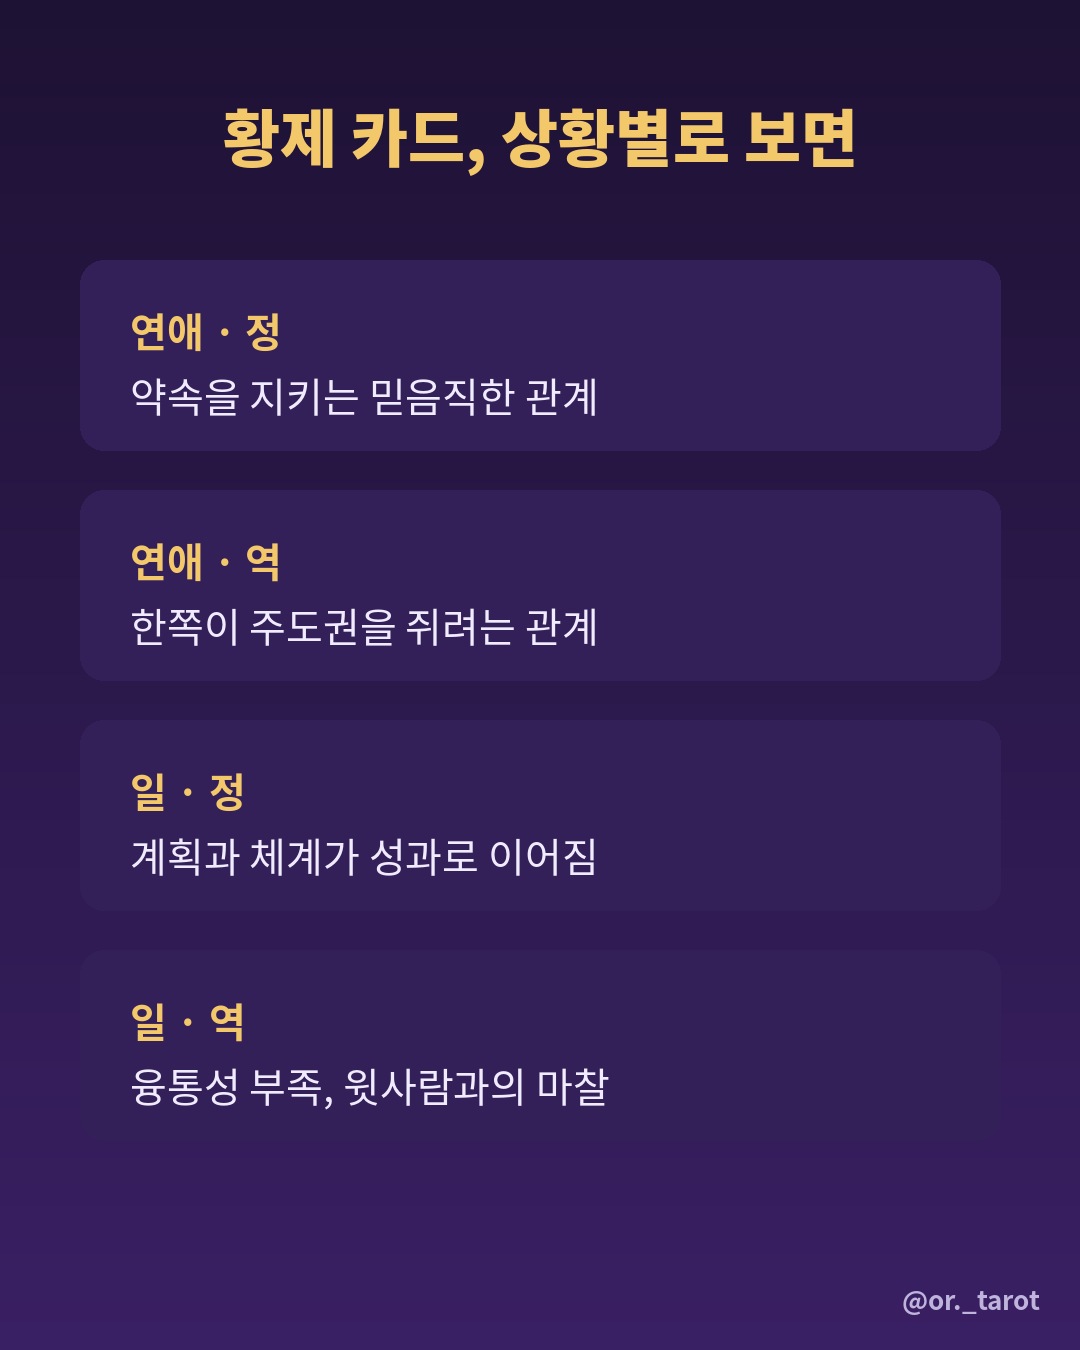 황제 카드, 상황별로 보면
연애 · 정
약속을 지키는 믿음직한 관계
연애 · 역
한쪽이 주도권을 쥐려는 관계
일 · 정
계획과 체계가 성과로 이어짐
일 · 역
융통성 부족, 윗사람과의 마찰
@or._tarot